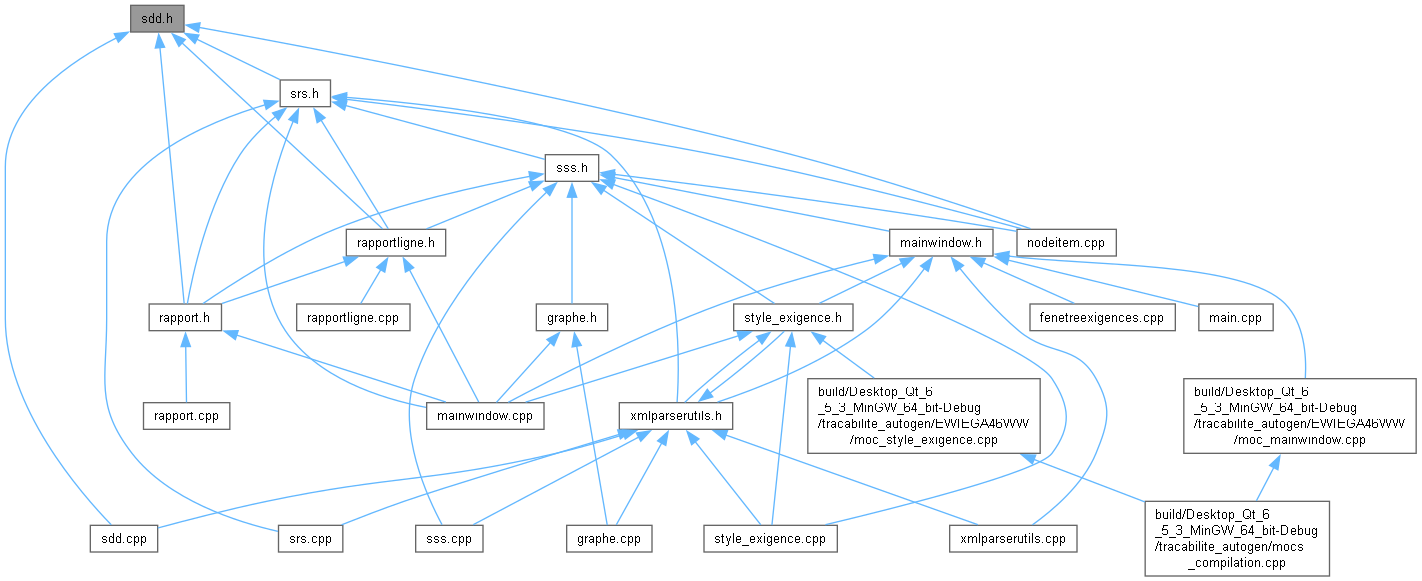 sdd.h
srs.h
sss.h
rapportligne.h
mainwindow.h
nodeitem.cpp
rapport.h
rapportligne.cpp
graphe.h
style_exigence.h
fenetreexigences.cpp
main.cpp
rapport.cpp
mainwindow.cpp
xmlparserutils.h
build/Desktop_Qt_6
_5_3_MinGW_64_bit-Debug
/tracabilite_autogen/EWIEGA46WW
/moc_style_exigence.cpp
build/Desktop_Qt_6
_5_3_MinGW_64_bit-Debug
/tracabilite_autogen/EWIEGA46WW
/moc_mainwindow.cpp
sdd.cpp
srs.cpp
sss.cpp
graphe.cpp
style_exigence.cpp
xmlparserutils.cpp
build/Desktop_Qt_6
_5_3_MinGW_64_bit-Debug
/tracabilite_autogen/mocs
_compilation.cpp